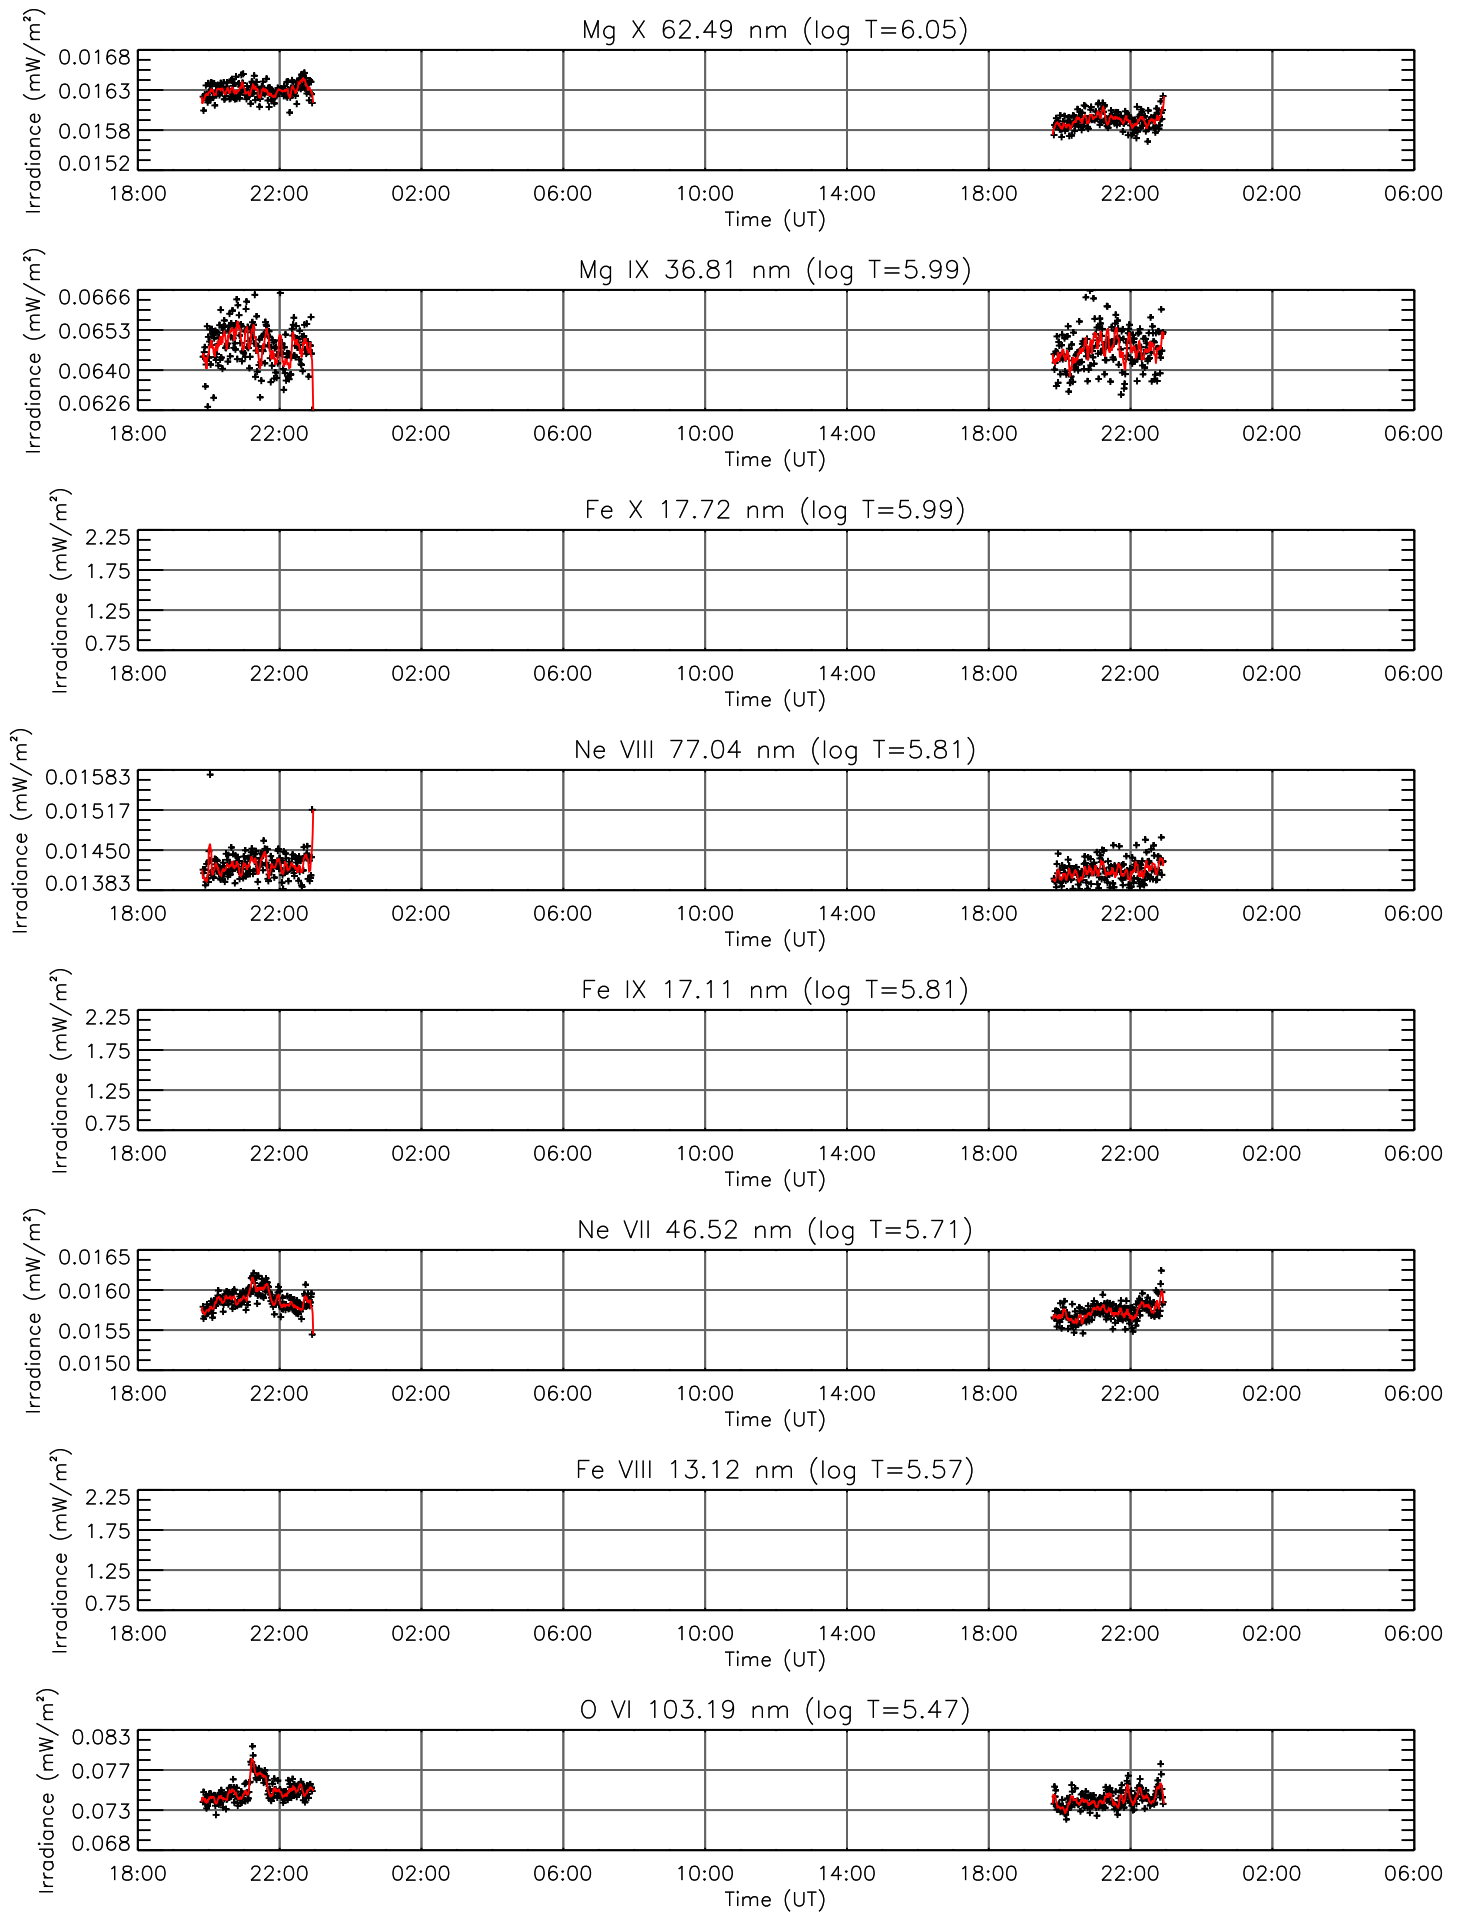 Mg X 62.49 nm (log T=6.05)
Irradiance (mW/m²)
0.0168
0.0163
0.0158
0.0152
18:00 22:00 02:00 06:00 10:00 14:00 18:00 22:00 02:00 06:00
Time (UT)
Mg IX 36.81 nm (log T=5.99)
Irradiance (mW/m²)
0.0666
0.0653
0.0640
0.0626
18:00 22:00 02:00 06:00 10:00 14:00 18:00 22:00 02:00 06:00
Time (UT)
Fe X 17.72 nm (log T=5.99)
Irradiance (mW/m²)
2.25
1.75
1.25
0.75
18:00 22:00 02:00 06:00 10:00 14:00 18:00 22:00 02:00 06:00
Time (UT)
Ne VIII 77.04 nm (log T=5.81)
Irradiance (mW/m²)
0.01583
0.01517
0.01450
0.01383
18:00 22:00 02:00 06:00 10:00 14:00 18:00 22:00 02:00 06:00
Time (UT)
Fe IX 17.11 nm (log T=5.81)
Irradiance (mW/m²)
2.25
1.75
1.25
0.75
18:00 22:00 02:00 06:00 10:00 14:00 18:00 22:00 02:00 06:00
Time (UT)
Ne VII 46.52 nm (log T=5.71)
Irradiance (mW/m²)
0.0165
0.0160
0.0155
0.0150
18:00 22:00 02:00 06:00 10:00 14:00 18:00 22:00 02:00 06:00
Time (UT)
Fe VIII 13.12 nm (log T=5.57)
Irradiance (mW/m²)
2.25
1.75
1.25
0.75
18:00 22:00 02:00 06:00 10:00 14:00 18:00 22:00 02:00 06:00
Time (UT)
O VI 103.19 nm (log T=5.47)
Irradiance (mW/m²)
0.083
0.077
0.073
0.068
18:00 22:00 02:00 06:00 10:00 14:00 18:00 22:00 02:00 06:00
Time (UT)